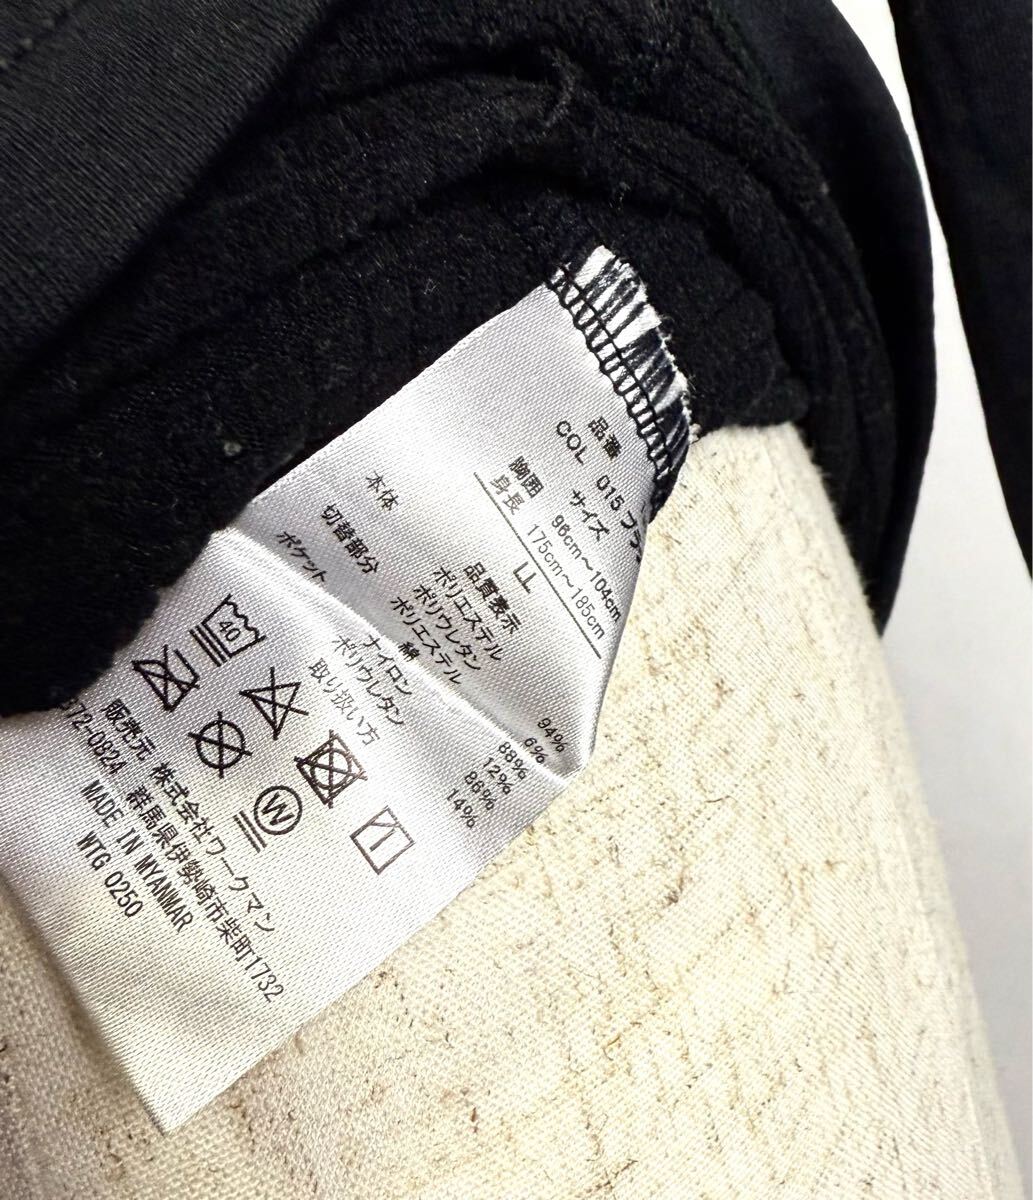 品番
COL 015 ブラ
サイズ LL
胸囲 96cm～104cm
身長 175cm～185cm
品質表示
本体 ポリエステル 94%
ポリウレタン 6%
切替部分 ポリエステル 88%
綿 12%
ポケット ナイロン 86%
ポリウレタン 14%
取り扱い方
40
W
販売元 株式会社ワークマン
372-0824 群馬県伊勢崎市柴町1732
MADE IN MYANMAR
WTG 0250